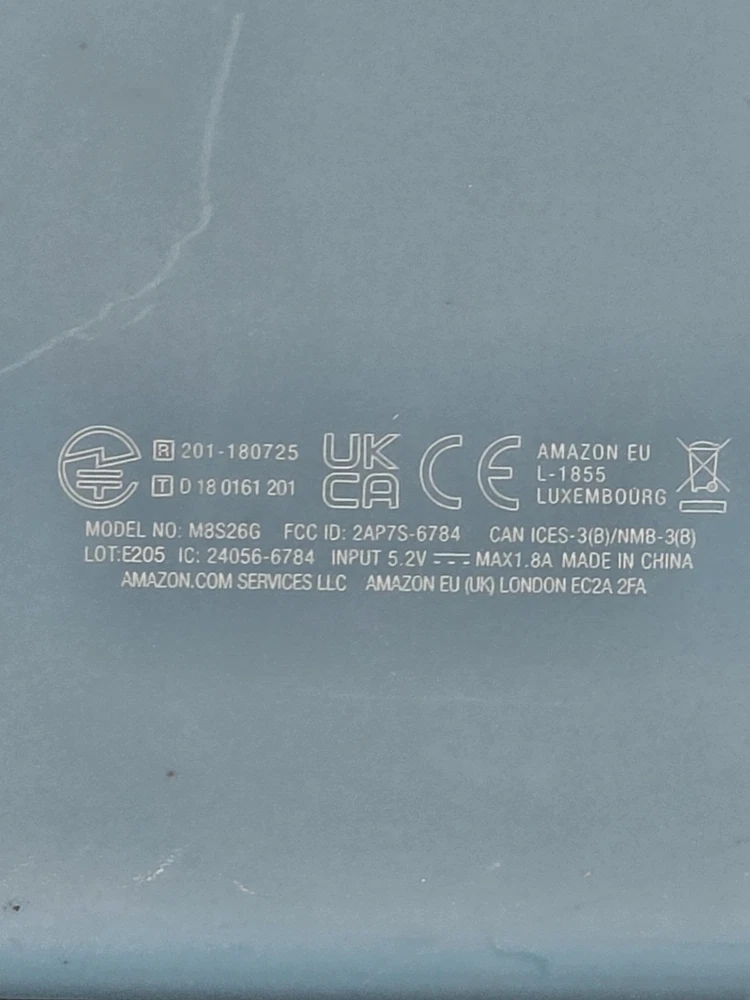 R 201-180725
T D 18 0161 201
UK
CA
CE
AMAZON EU
L-1855
LUXEMBOURG
MODEL NO: M8S26G FCC ID: 2AP7S-6784 CAN ICES-3(B)/NMB-3(B)
LOT:E205 IC: 24056-6784 INPUT 5.2V ⎓ MAX1.8A MADE IN CHINA
AMAZON.COM SERVICES LLC AMAZON EU (UK) LONDON EC2A 2FA